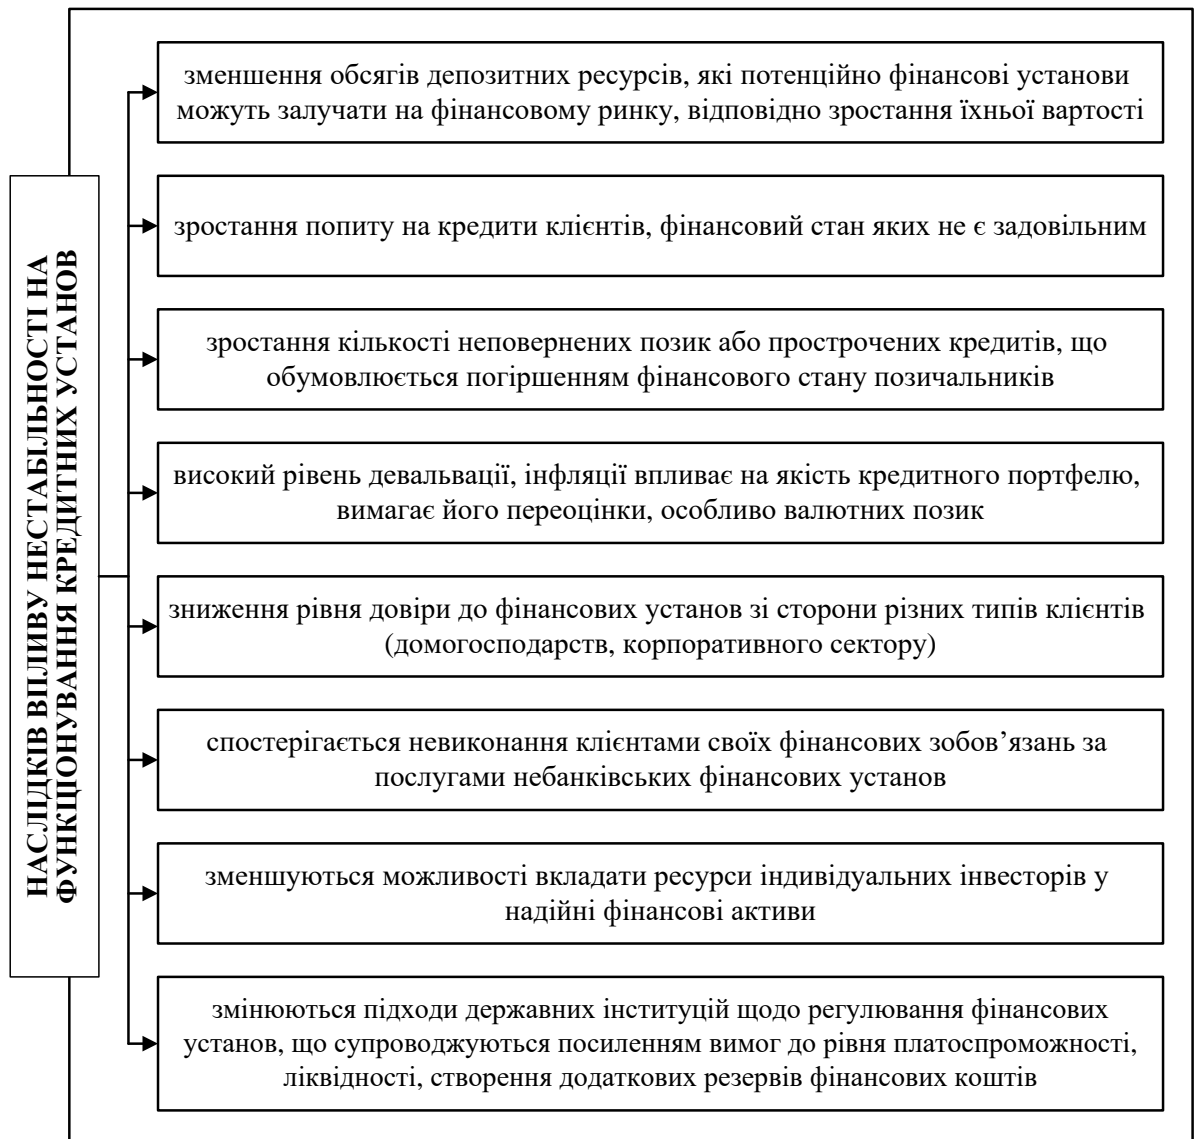 НАСЛІДКІВ ВПЛИВУ НЕСТАБІЛЬНОСТІ НА
ФУНКЦІОНУВАННЯ КРЕДИТНИХ УСТАНОВ
зменшення обсягів депозитних ресурсів, які потенційно фінансові установи
можуть залучати на фінансовому ринку, відповідно зростання їхньої вартості
зростання попиту на кредити клієнтів, фінансовий стан яких не є задовільним
зростання кількості неповернених позик або прострочених кредитів, що
обумовлюється погіршенням фінансового стану позичальників
високий рівень девальвації, інфляції впливає на якість кредитного портфелю,
вимагає його переоцінки, особливо валютних позик
зниження рівня довіри до фінансових установ зі сторони різних типів клієнтів
(домогосподарств, корпоративного сектору)
спостерігається невиконання клієнтами своїх фінансових зобов’язань за
послугами небанківських фінансових установ
зменшуються можливості вкладати ресурси індивідуальних інвесторів у
надійні фінансові активи
змінюються підходи державних інституцій щодо регулювання фінансових
установ, що супроводжуються посиленням вимог до рівня платоспроможності,
ліквідності, створення додаткових резервів фінансових коштів